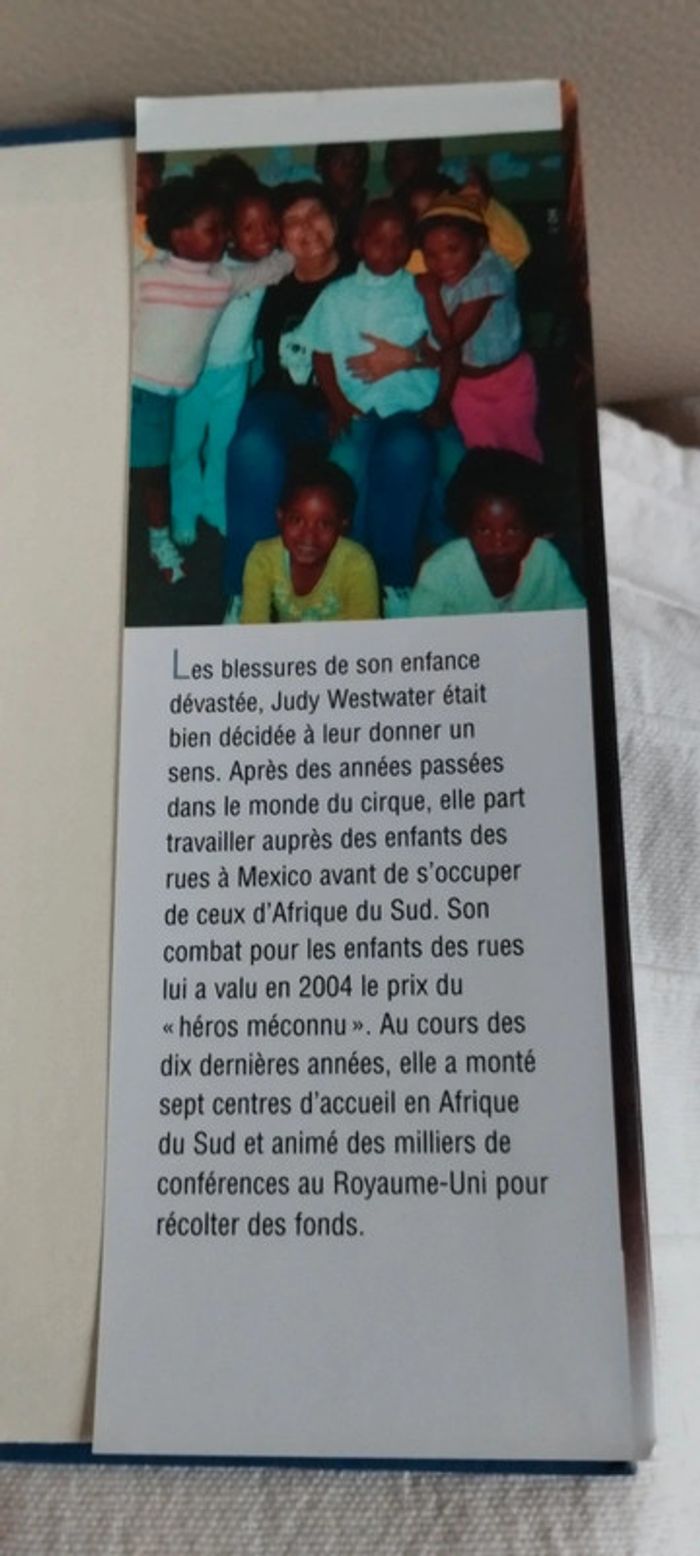 Les blessures de son enfance
dévastée, Judy Westwater était
bien décidée à leur donner un
sens. Après des années passées
dans le monde du cirque, elle part
travailler auprès des enfants des
rues à Mexico avant de s'occuper
de ceux d'Afrique du Sud. Son
combat pour les enfants des rues
lui a valu en 2004 le prix du
« héros méconnu ». Au cours des
dix dernières années, elle a monté
sept centres d'accueil en Afrique
du Sud et animé des milliers de
conférences au Royaume-Uni pour
récolter des fonds.